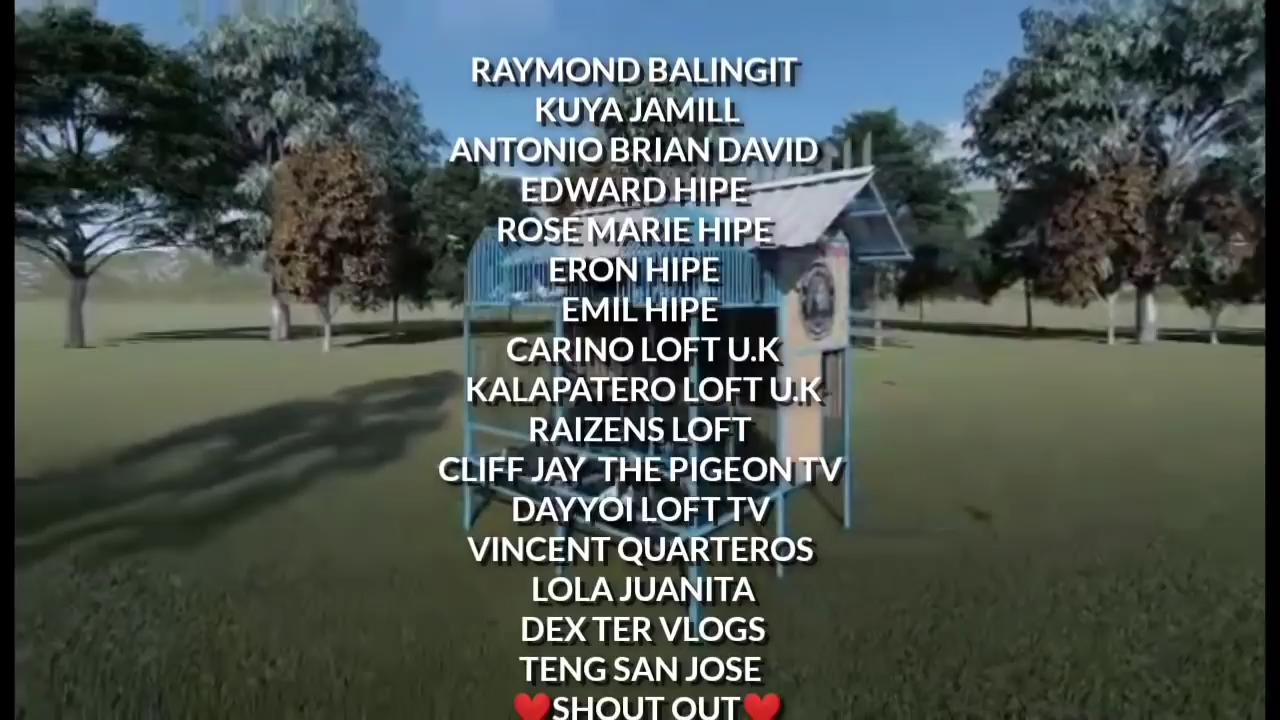 RAYMOND BALINGIT
KUYA JAMILL
ANTONIO BRIAN DAVID
EDWARD HIPE
ROSE MARIE HIPE
ERON HIPE
EMIL HIPE
CARINO LOFT U.K
KALAPATERO LOFT U.K
RAIZENS LOFT
CLIFF JAY  THE PIGEON TV
DAYYOI LOFT TV
VINCENT QUARTEROS
LOLA JUANITA
DEX TER VLOGS
TENG SAN JOSE
❤️SHOUT OUT❤️